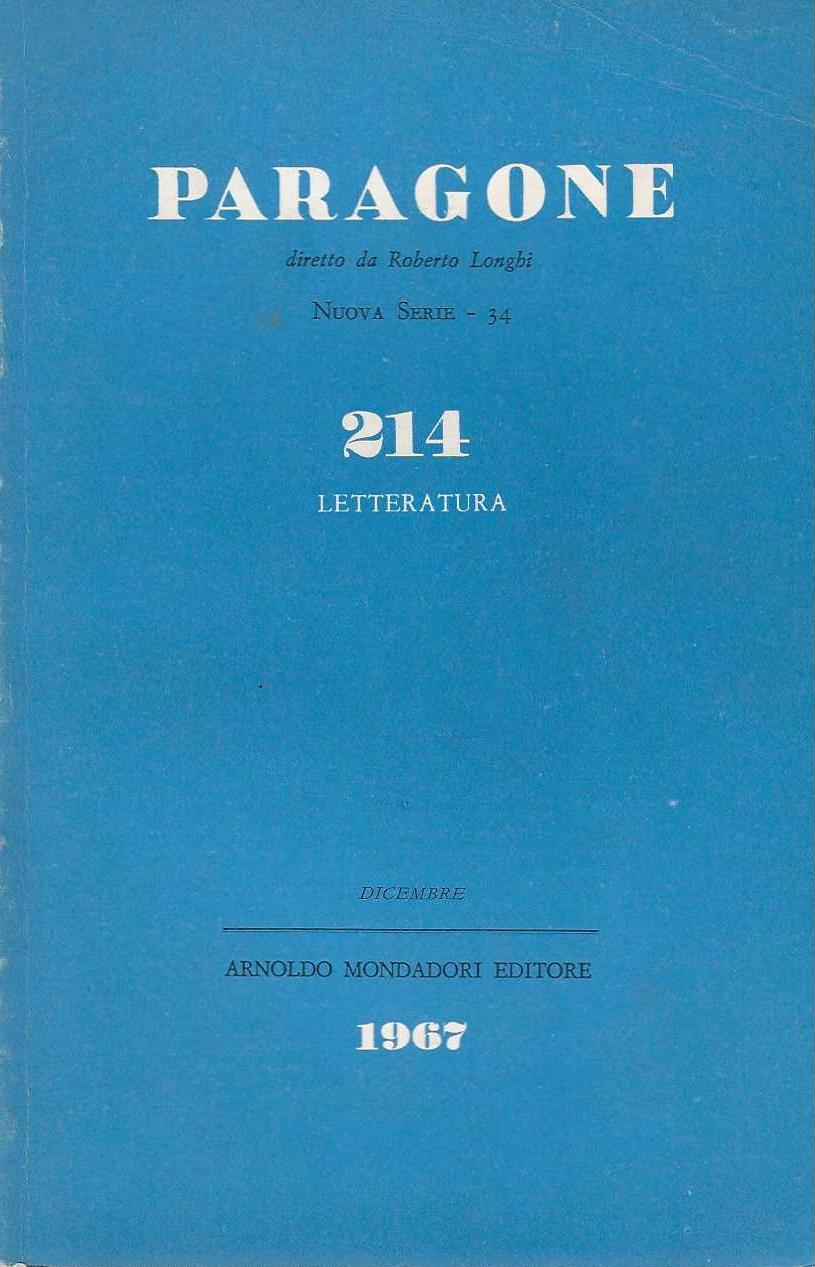 PARAGONE
diretto da Roberto Longhi
NUOVA SERIE - 34
214
LETTERATURA
DICEMBRE
ARNOLDO MONDADORI EDITORE
1967